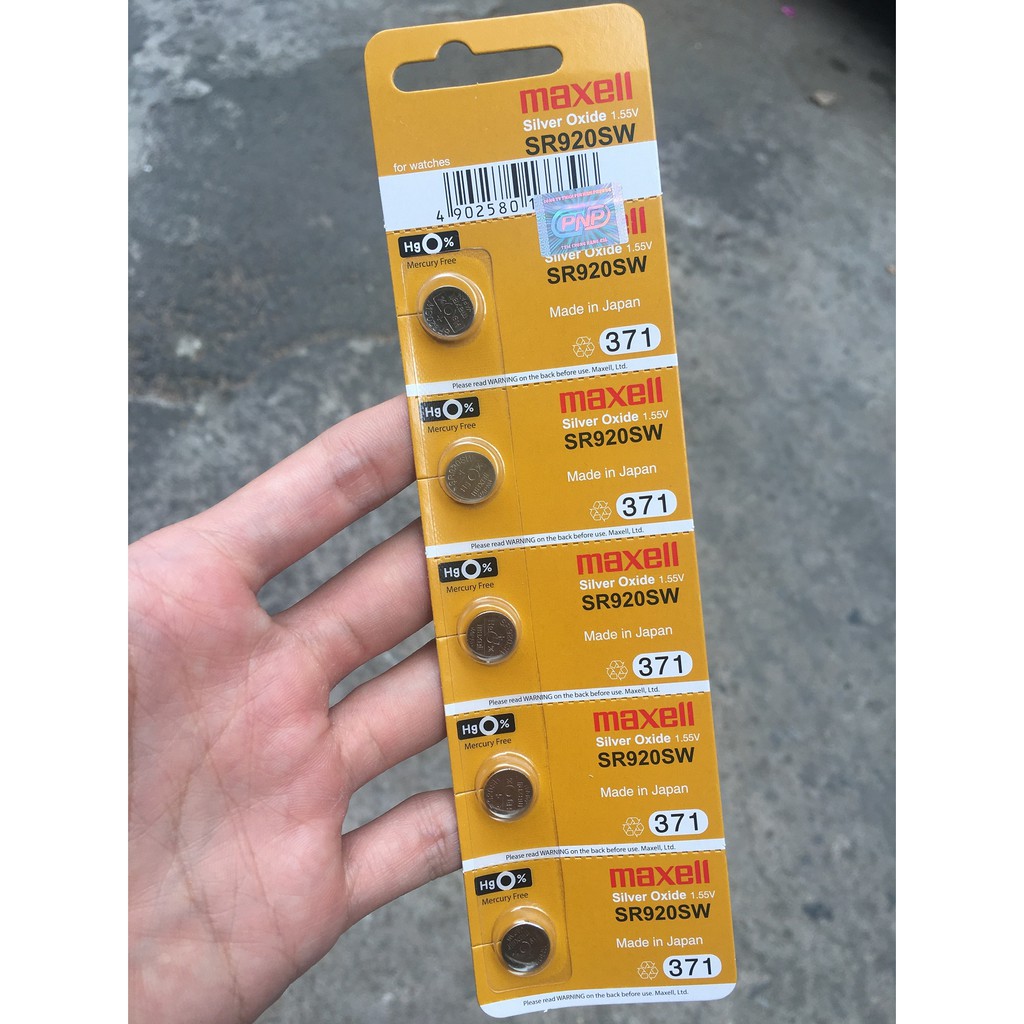 maxell
Silver Oxide 1.55V
SR920SW
for watches
4 902580 1
PNP
Hg 0%
Mercury Free
Silver Oxide 1.55V
SR920SW
Made in Japan
371
Please read WARNING on the back before use. Maxell, Ltd.
Hg 0%
Mercury Free
maxell
Silver Oxide 1.55V
SR920SW
Made in Japan
371
Please read WARNING on the back before use. Maxell, Ltd.
Hg 0%
Mercury Free
maxell
Silver Oxide 1.55V
SR920SW
Made in Japan
371
Please read WARNING on the back before use. Maxell, Ltd.
Hg 0%
Mercury Free
maxell
Silver Oxide 1.55V
SR920SW
Made in Japan
371
Please read WARNING on the back before use. Maxell, Ltd.
Hg 0%
Mercury Free
maxell
Silver Oxide 1.55V
SR920SW
Made in Japan
371
Please read WARNING on the back before use. Maxell, Ltd.